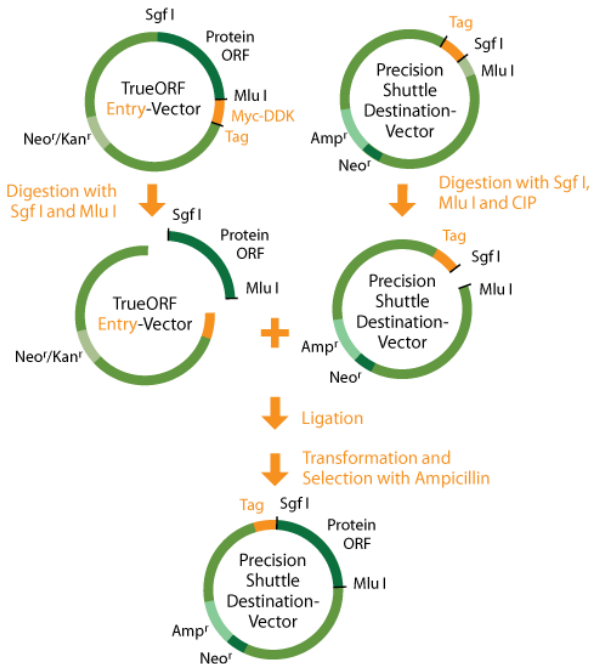 Sgf I
Protein
ORF
TrueORF
Entry-Vector
Mlu I
Myc-DDK
Tag
Neoʳ/Kanʳ
Tag
Sgf I
Mlu I
Precision
Shuttle
Destination-
Vector
Ampʳ
Neoʳ
Digestion with
Sgf I and Mlu I
Digestion with Sgf I,
Mlu I and CIP
Sgf I
Protein
ORF
Mlu I
TrueORF
Entry-Vector
Neoʳ/Kanʳ
+
Tag
Sgf I
Mlu I
Precision
Shuttle
Destination-
Vector
Ampʳ
Neoʳ
Ligation
Transformation and
Selection with Ampicillin
Tag
Sgf I
Protein
ORF
Mlu I
Precision
Shuttle
Destination-
Vector
Ampʳ
Neoʳ